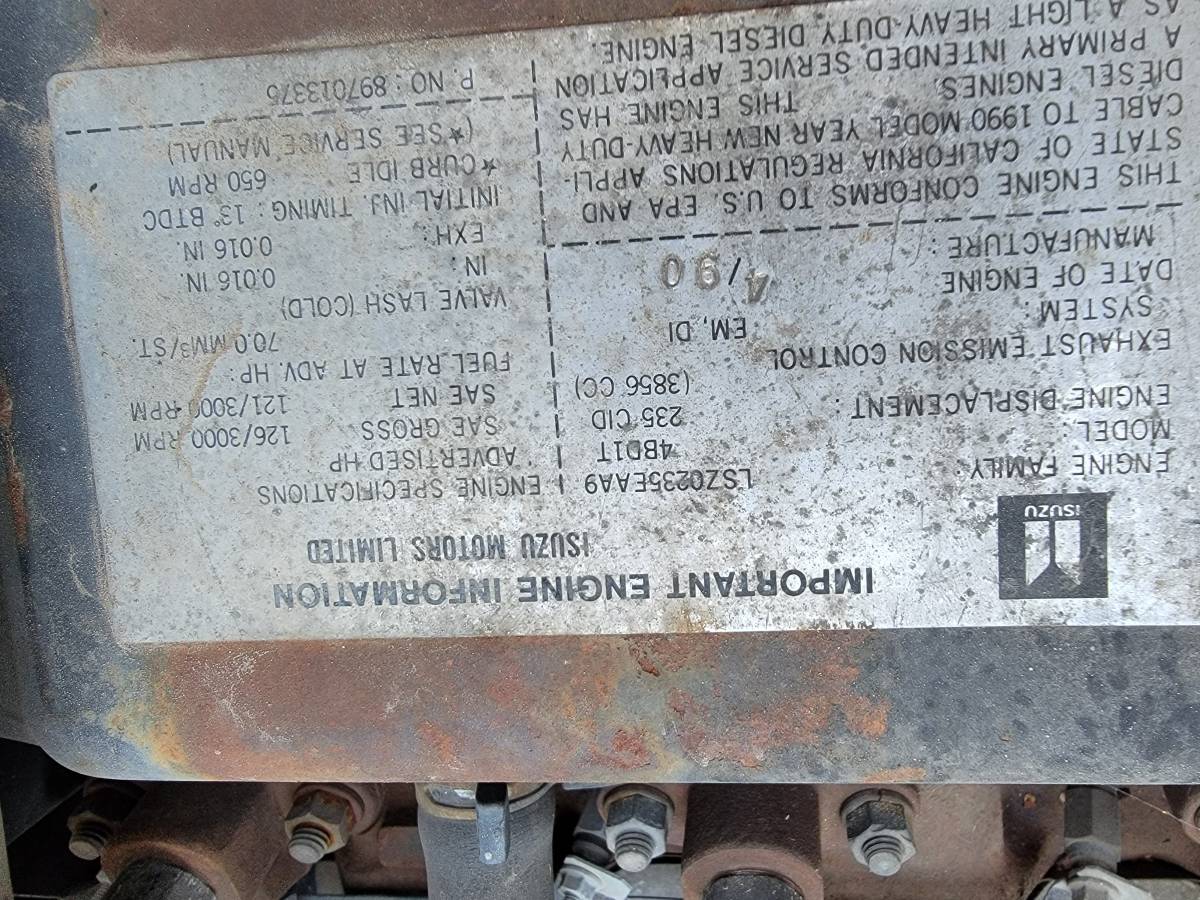 ISUZU
IMPORTANT ENGINE INFORMATION
ISUZU MOTORS LIMITED
ENGINE FAMILY: LSZ0235EAA9
MODEL: 4BD1T
ENGINE DISPLACEMENT: 235 CID
(3856 CC)
EXHAUST EMISSION CONTROL
SYSTEM: EM, DI
DATE OF ENGINE
MANUFACTURE: 4/90
THIS ENGINE CONFORMS TO U.S. EPA AND
STATE OF CALIFORNIA REGULATIONS APPLI-
CABLE TO 1990 MODEL YEAR NEW HEAVY-DUTY
DIESEL ENGINES. THIS ENGINE HAS
A PRIMARY INTENDED SERVICE APPLICATION
AS A LIGHT HEAVY-DUTY DIESEL ENGINE.
ENGINE SPECIFICATIONS
ADVERTISED HP:
SAE GROSS 126/3000 RPM
SAE NET 121/3000 RPM
FUEL RATE AT ADV. HP: 70.0 MM³/ST.
VALVE LASH (COLD)
IN: 0.016 IN.
EXH: 0.016 IN.
INITIAL INJ. TIMING: 13° BTDC
★CURB IDLE 650 RPM
(★SEE SERVICE MANUAL)
P. NO: 897013375